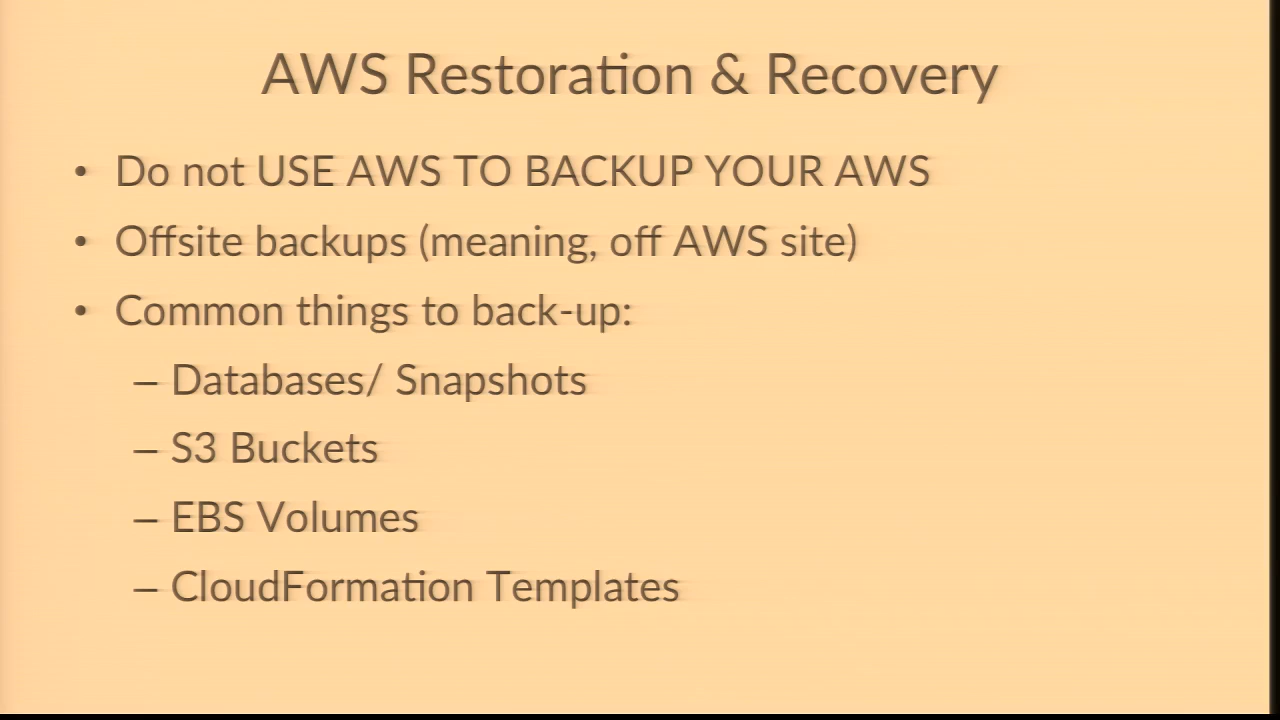 AWS Restoration & Recovery
• Do not USE AWS TO BACKUP YOUR AWS
• Offsite backups (meaning, off AWS site)
• Common things to back-up:
– Databases/ Snapshots
– S3 Buckets
– EBS Volumes
– CloudFormation Templates